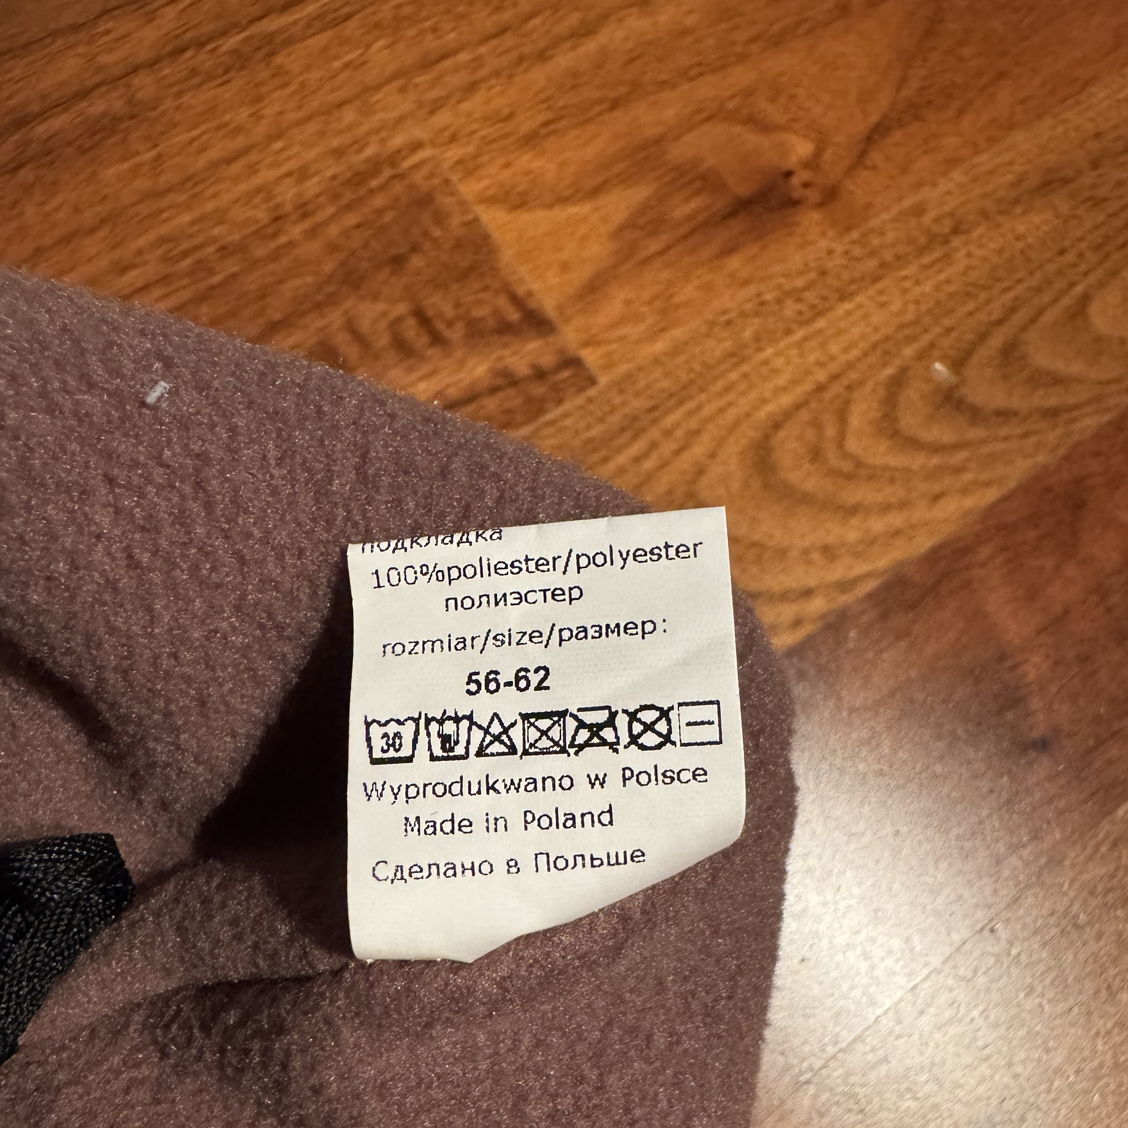 подкладка
100%poliester/polyester
полиэстер
rozmiar/size/размер:
56-62
30
Wyprodukwano w Polsce
Made in Poland
Сделано в Польше